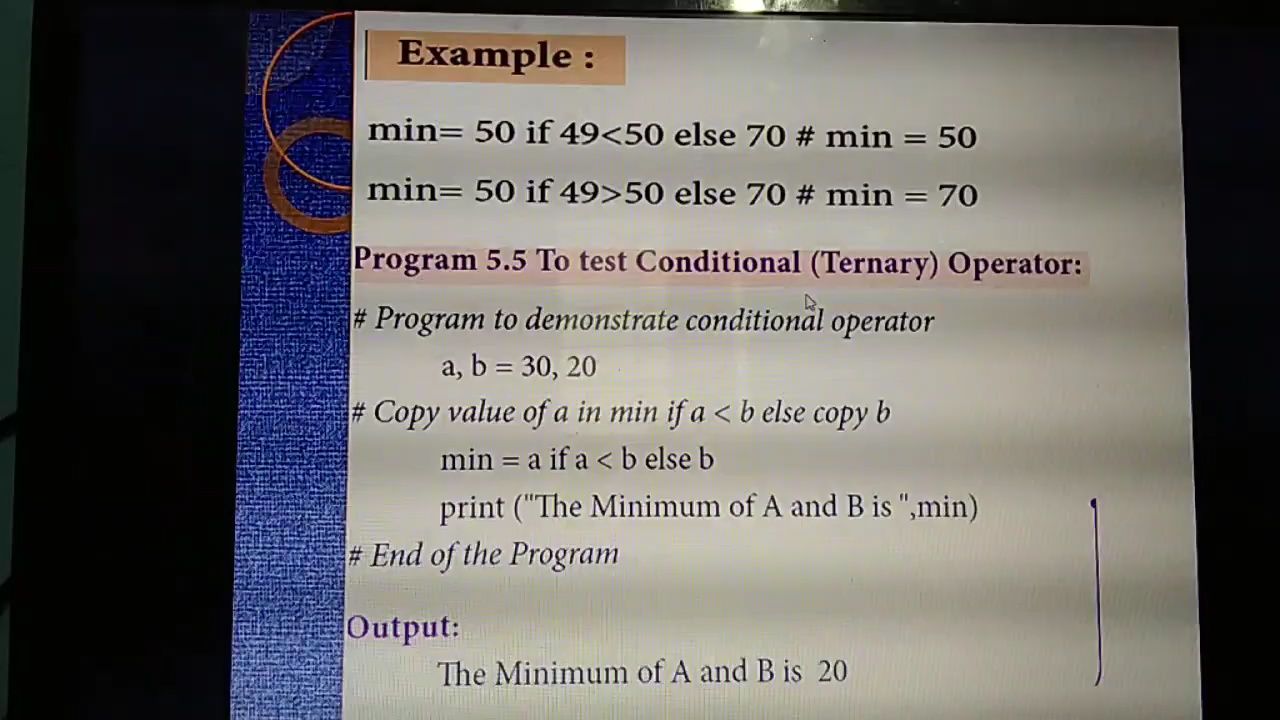 Example :
min= 50 if 49<50 else 70 # min = 50
min= 50 if 49>50 else 70 # min = 70
Program 5.5 To test Conditional (Ternary) Operator:
# Program to demonstrate conditional operator
a, b = 30, 20
# Copy value of a in min if a < b else copy b
min = a if a < b else b
print ("The Minimum of A and B is ",min)
# End of the Program
Output:
The Minimum of A and B is 20